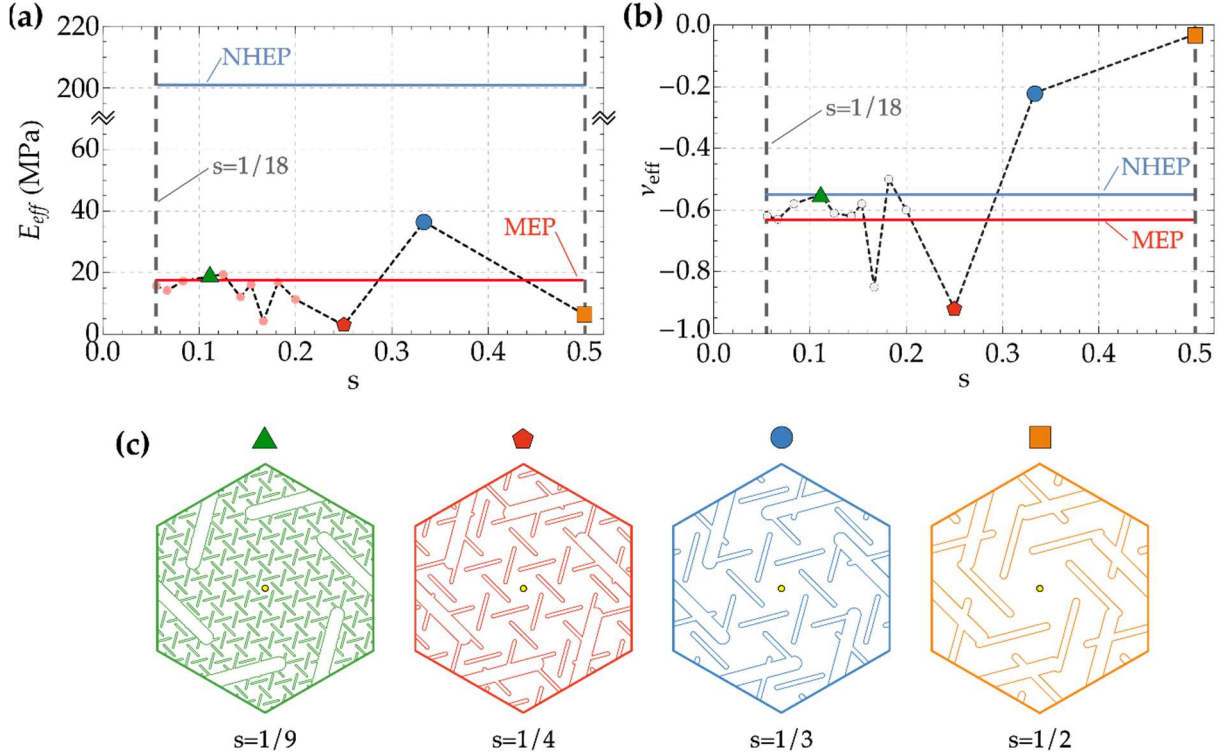 (a)
220
200
60
40
20
0
E_eff (MPa)
NHEP
s=1/18
MEP
0.0 0.1 0.2 0.3 0.4 0.5
s
(b)
0.0
−0.2
−0.4
−0.6
−0.8
−1.0
ν_eff
s=1/18
NHEP
MEP
0.0 0.1 0.2 0.3 0.4 0.5
s
(c)
s=1/9 s=1/4 s=1/3 s=1/2